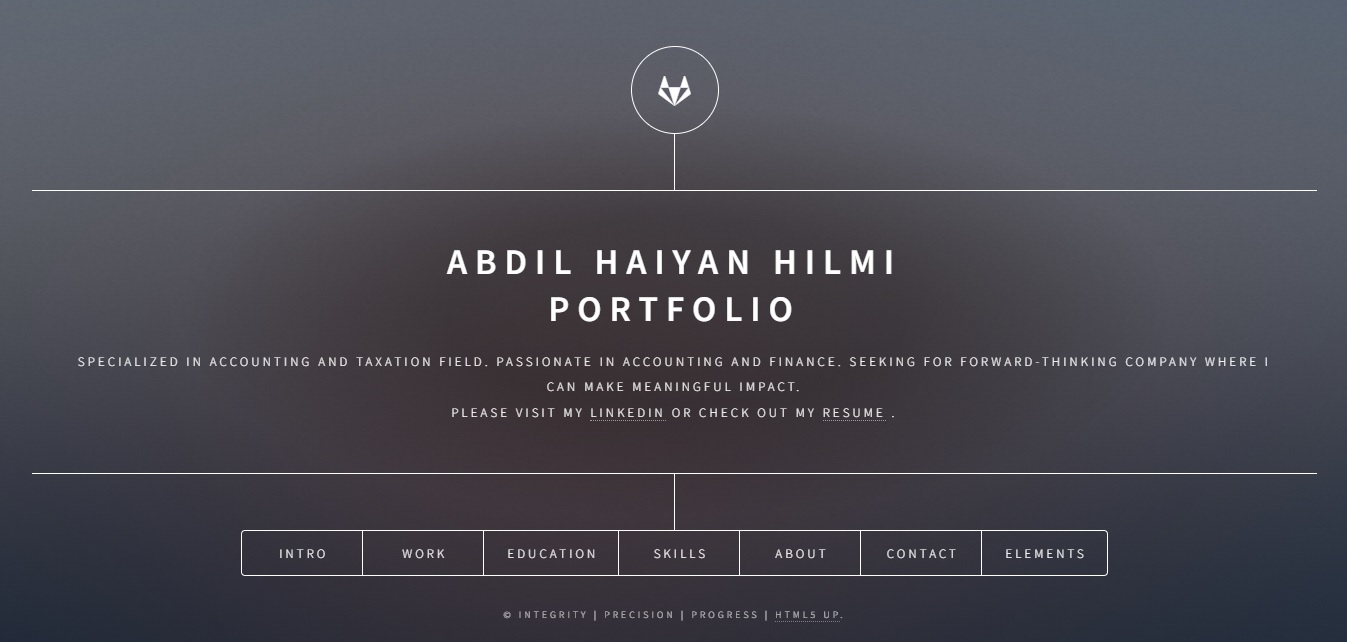 ABDIL HAIYAN HILMI
PORTFOLIO
SPECIALIZED IN ACCOUNTING AND TAXATION FIELD. PASSIONATE IN ACCOUNTING AND FINANCE. SEEKING FOR FORWARD-THINKING COMPANY WHERE I
CAN MAKE MEANINGFUL IMPACT.
PLEASE VISIT MY LINKEDIN OR CHECK OUT MY RESUME .
INTRO WORK EDUCATION SKILLS ABOUT CONTACT ELEMENTS
© INTEGRITY | PRECISION | PROGRESS | HTML5 UP.